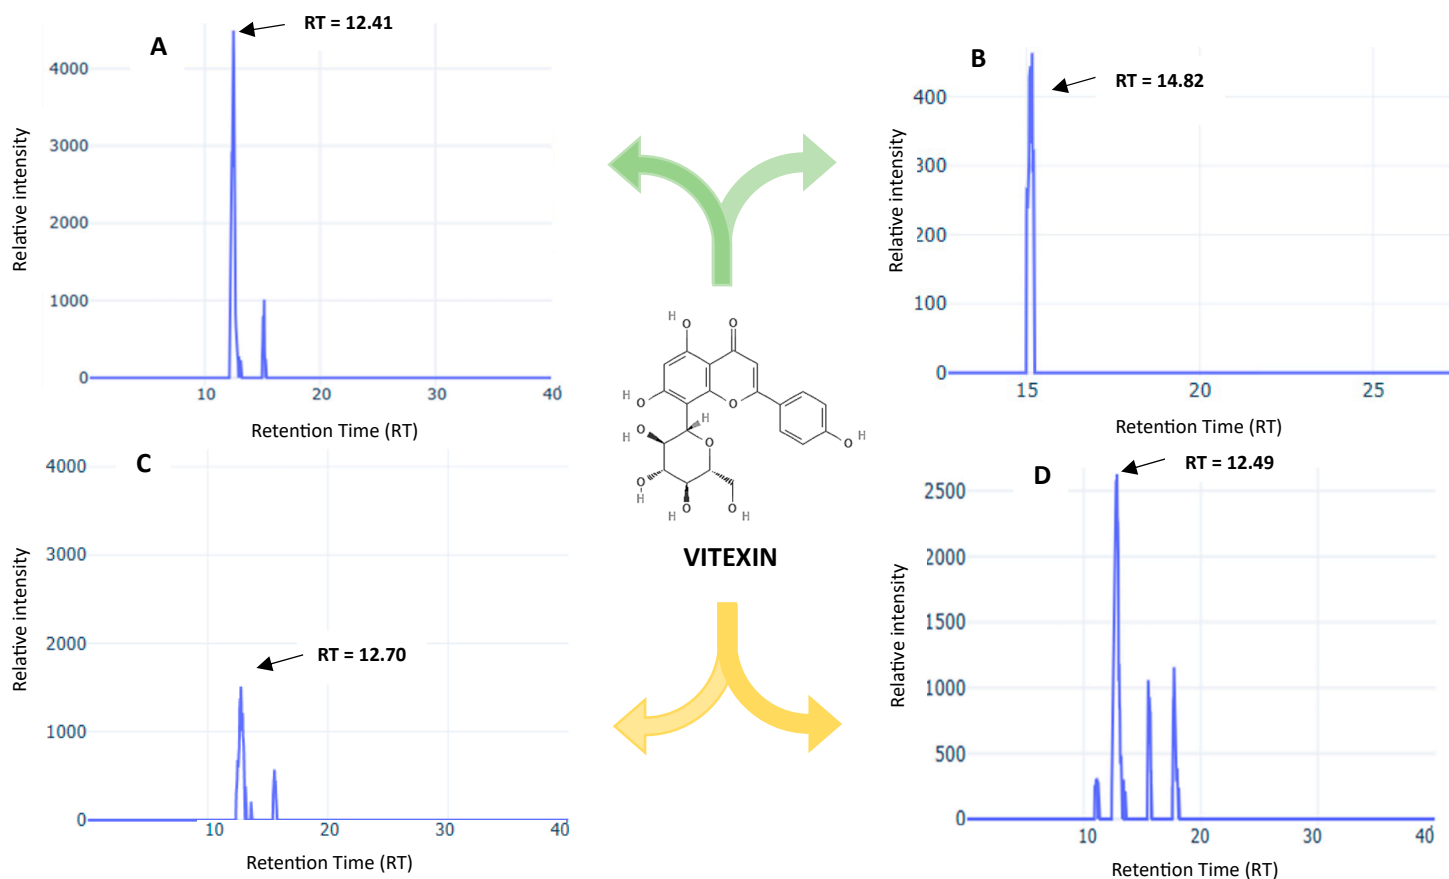 A
RT = 12.41
4000
3000
2000
1000
0
10
20
30
40
Relative intensity
Retention Time (RT)
B
RT = 14.82
400
300
200
100
0
15
20
25
Relative intensity
Retention Time (RT)
H
O
O
H
O
O
O
H
H
O
H
O
O
H
O
H
O
H
VITEXIN
C
RT = 12.70
4000
3000
2000
1000
0
10
20
30
40
Relative intensity
Retention Time (RT)
D
RT = 12.49
2500
2000
1500
1000
500
0
10
20
30
40
Relative intensity
Retention Time (RT)